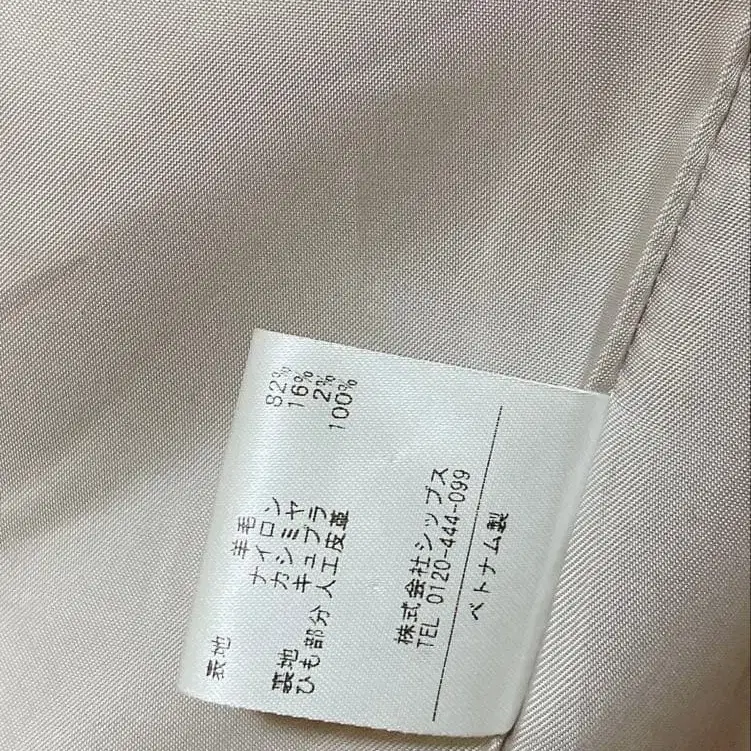 表地 羊毛 82%
ナイロン 16%
カシミヤ 2%
裏地 キュプラ 100%
ひも部分 人工皮革
株式会社シップス
TEL 0120-444-099
ベトナム製